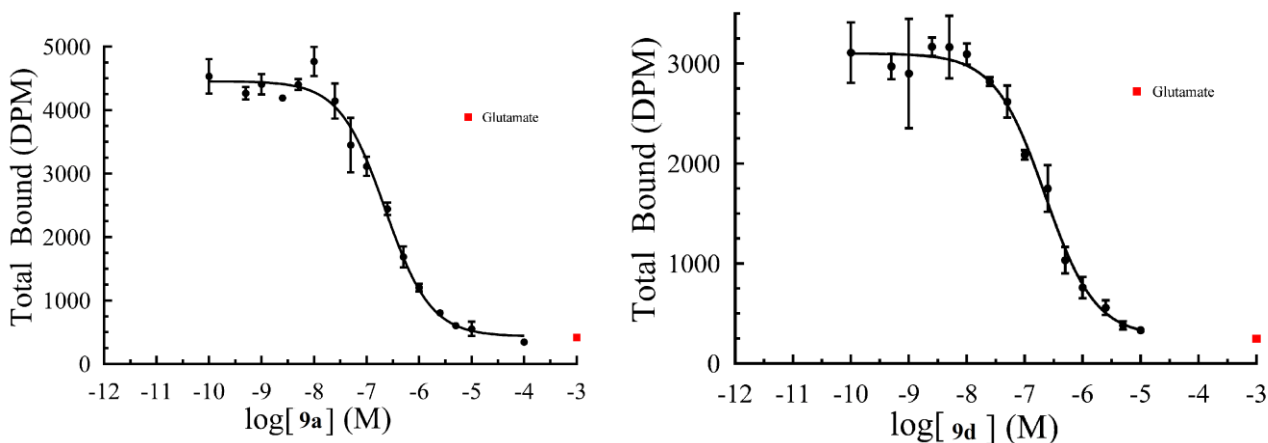 Total Bound (DPM)
5000
4000
3000
2000
1000
0
Glutamate
-12 -11 -10 -9 -8 -7 -6 -5 -4 -3
log[ 9a ] (M)
Total Bound (DPM)
3000
2000
1000
0
Glutamate
-12 -11 -10 -9 -8 -7 -6 -5 -4 -3
log[ 9d ] (M)